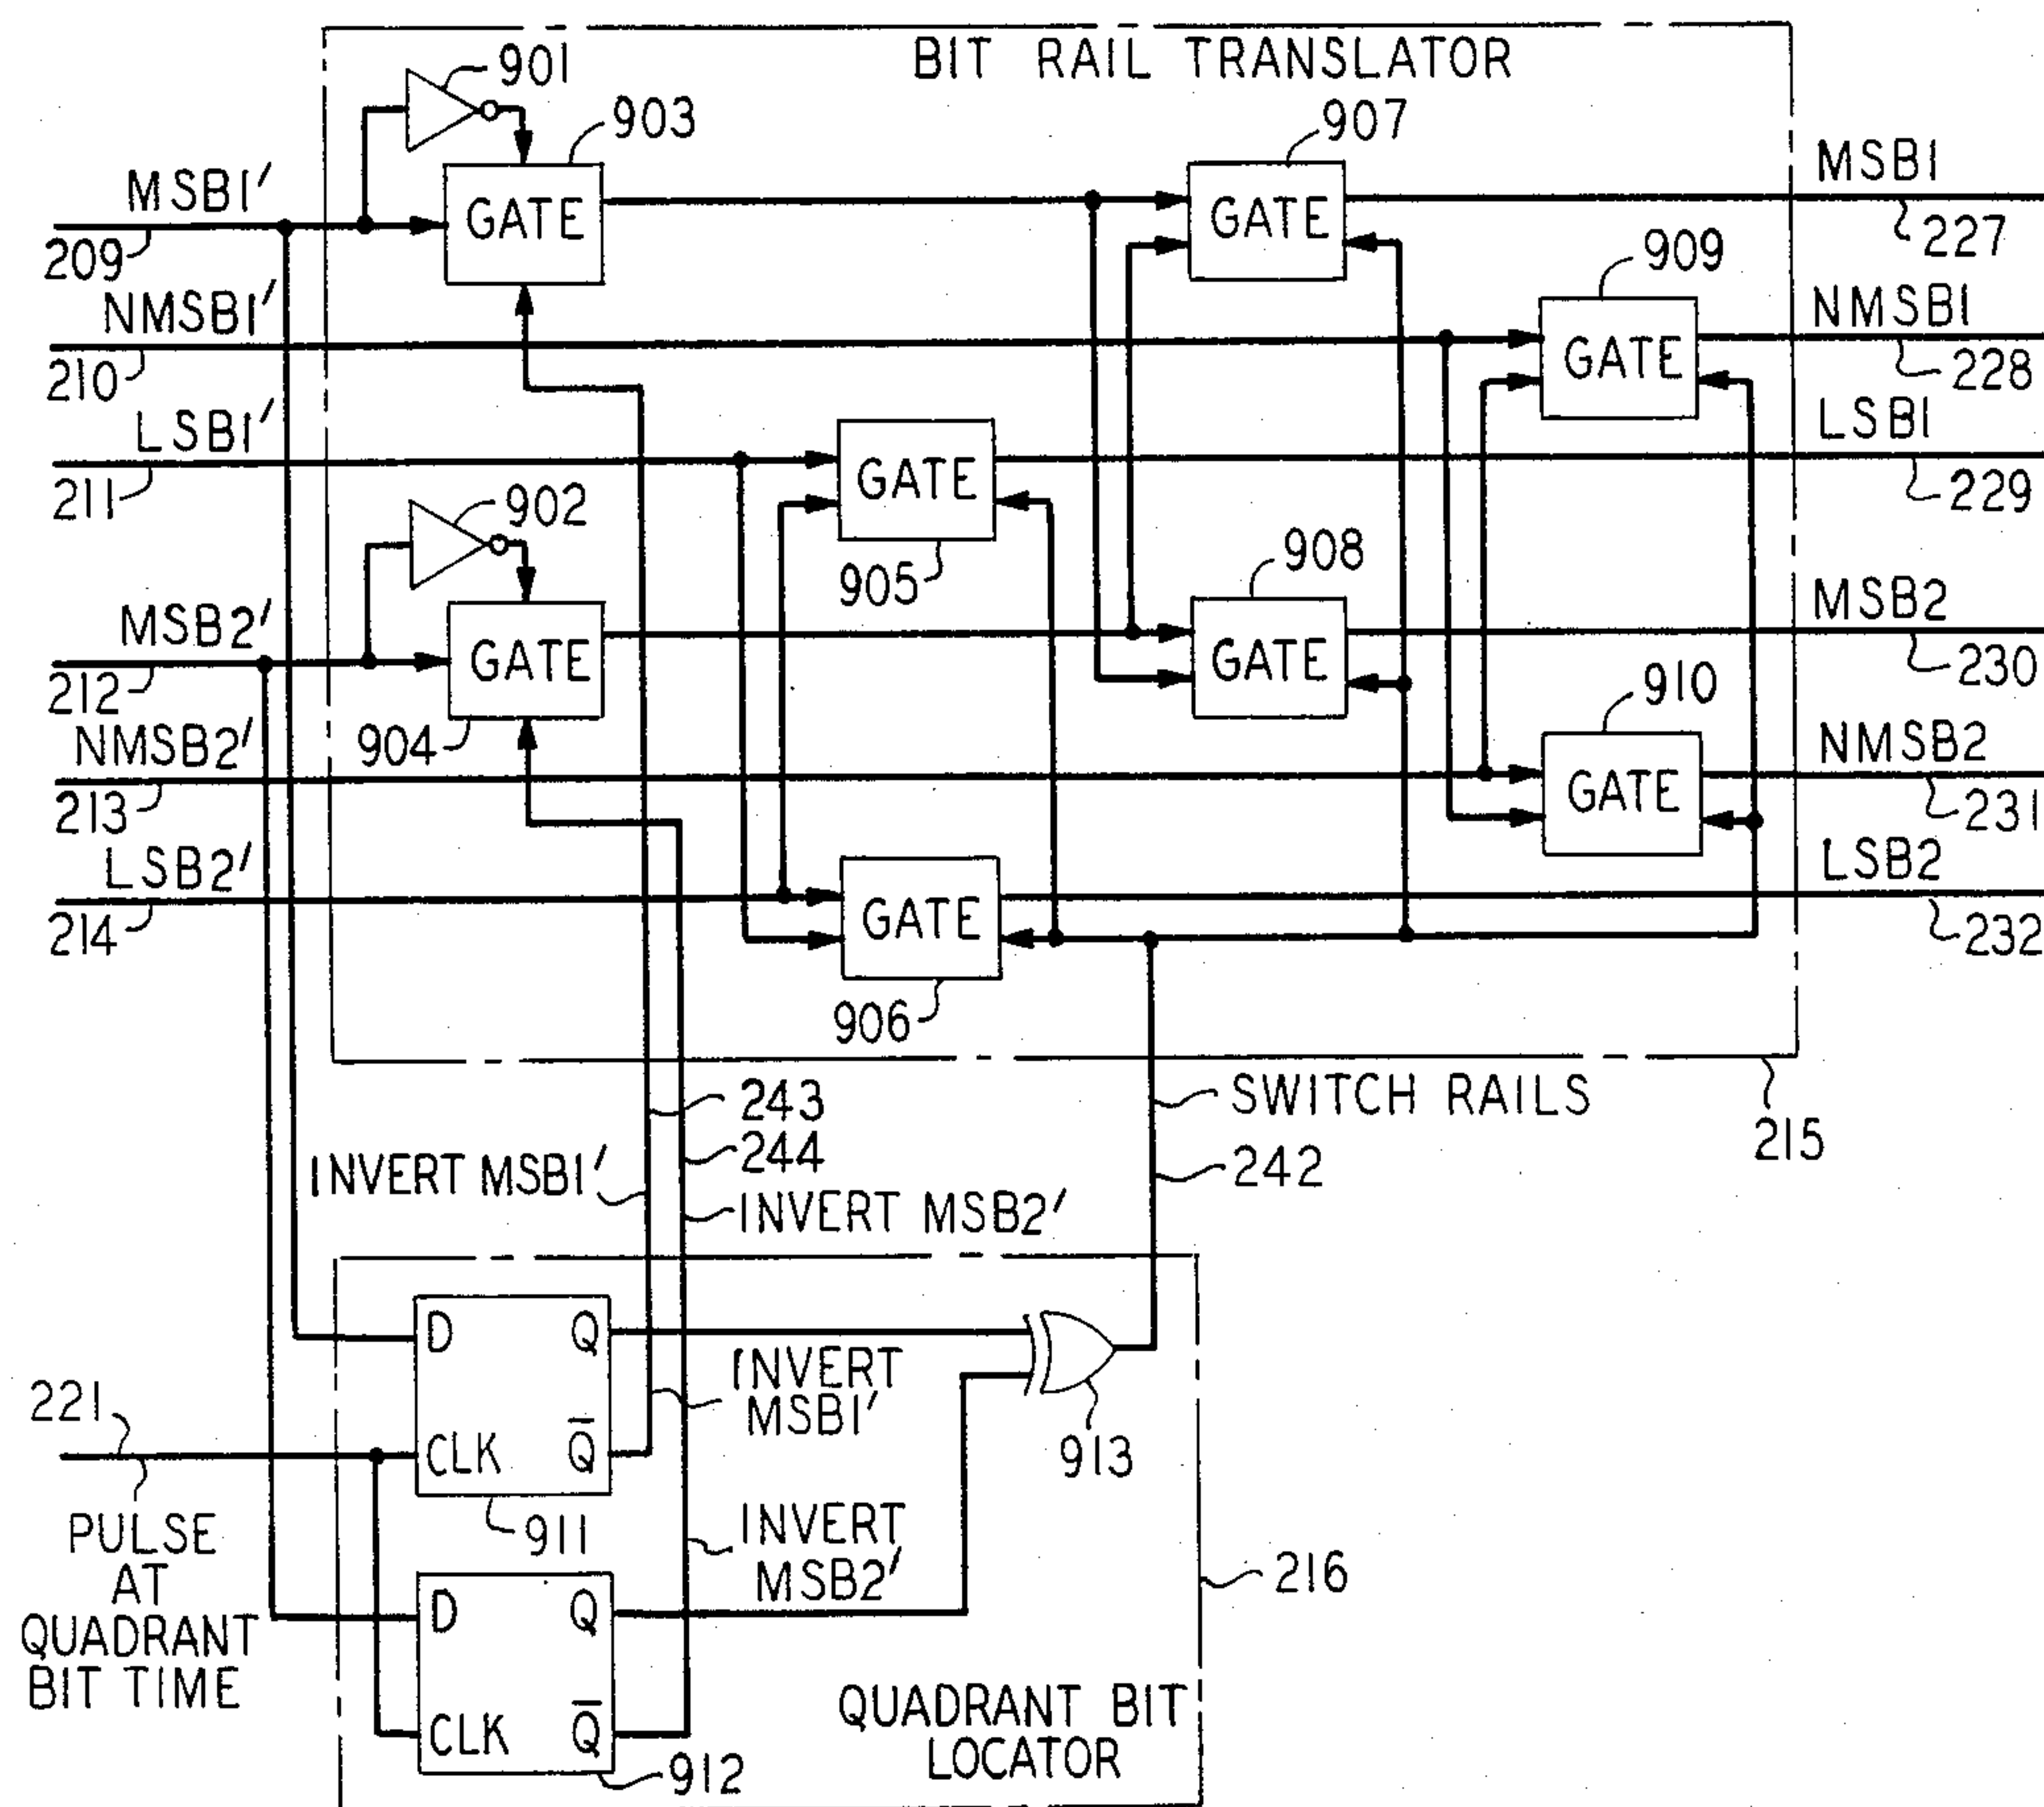 BIT RAIL TRANSLATOR
901
903
907
MSB1'
GATE
GATE
MSB1
209
227
909
NMSB1'
NMSB1
210
GATE
228
LSB1'
LSB1
211
GATE
229
902
905
908
MSB2'
MSB2
GATE
GATE
212
230
904
910
NMSB2'
NMSB2
213
GATE
231
LSB2'
LSB2
214
GATE
232
906
243
SWITCH RAILS
244
215
INVERT MSB1'
242
INVERT MSB2'
D
Q
INVERT
MSB1'
221
CLK
Q̅
913
PULSE
AT
QUADRANT
BIT TIME
911
INVERT
MSB2'
216
D
Q
QUADRANT BIT
LOCATOR
CLK
Q̅
912